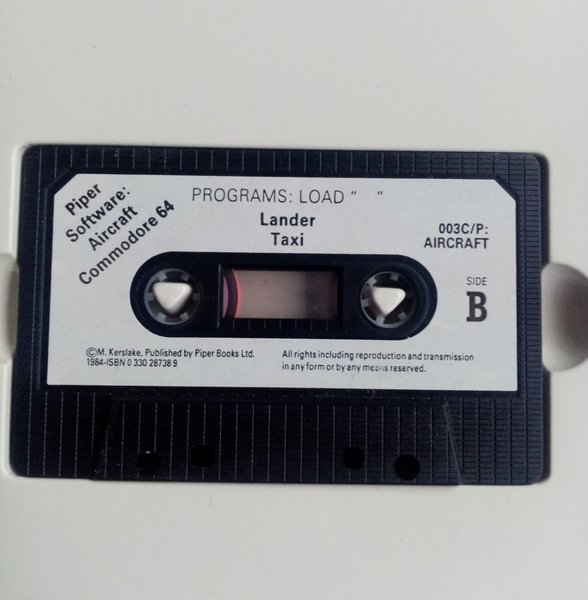 Piper
Software:
Aircraft
Commodore 64
PROGRAMS: LOAD “ ”
Lander
Taxi
003C/P:
AIRCRAFT
SIDE
B
©M. Kerslake, Published by Piper Books Ltd.
1984-ISBN 0 330 28738 9
All rights including reproduction and transmission
in any form or by any means reserved.